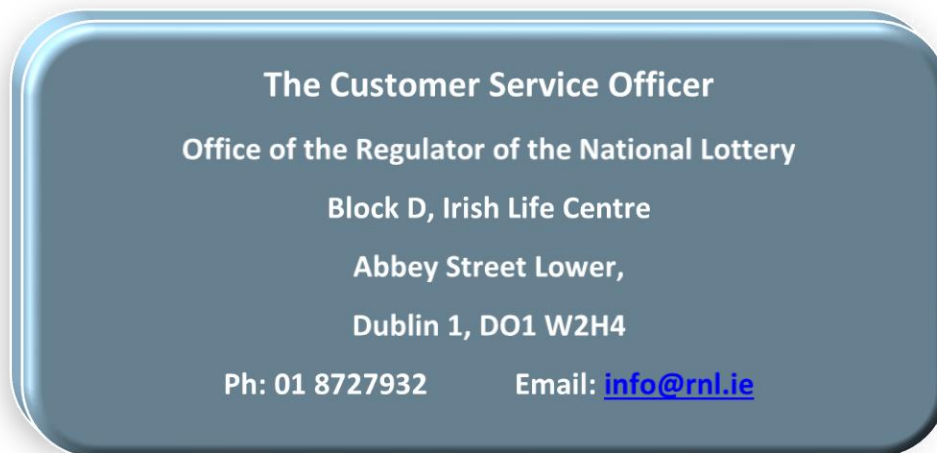 The Customer Service Officer
Office of the Regulator of the National Lottery
Block D, Irish Life Centre
Abbey Street Lower,
Dublin 1, DO1 W2H4
Ph: 01 8727932 Email: info@rnl.ie